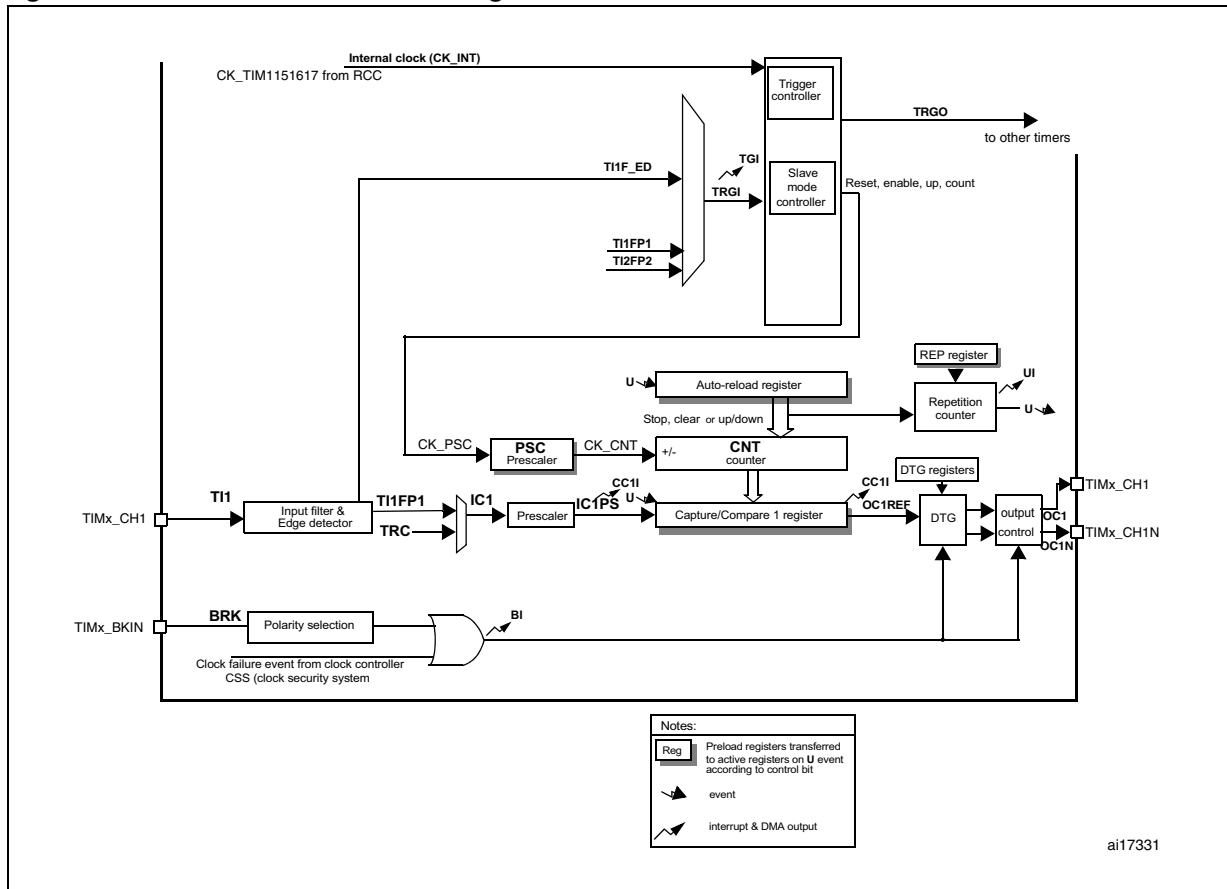 Internal clock (CK_INT)
CK_TIM1151617 from RCC
Trigger
controller
TRGO
to other timers
TI1F_ED
TGI
TRGI
Slave
mode
controller
Reset, enable, up, count
TI1FP1
TI2FP2
REP register
UI
U
Auto-reload register
Repetition
counter
U
Stop, clear or up/down
CK_PSC
PSC
Prescaler
CK_CNT
+/-
CNT
counter
DTG registers
TI1
TIMx_CH1
Input filter &
Edge detector
TI1FP1
TRC
IC1
Prescaler
IC1PS
CC1I
U
Capture/Compare 1 register
CC1I
OC1REF
DTG
output
control
OC1
OC1N
TIMx_CH1
TIMx_CH1N
TIMx_BKIN
BRK
Polarity selection
BI
Clock failure event from clock controller
CSS (clock security system
Notes:
Reg
Preload registers transferred
to active registers on U event
according to control bit
event
interrupt & DMA output
ai17331